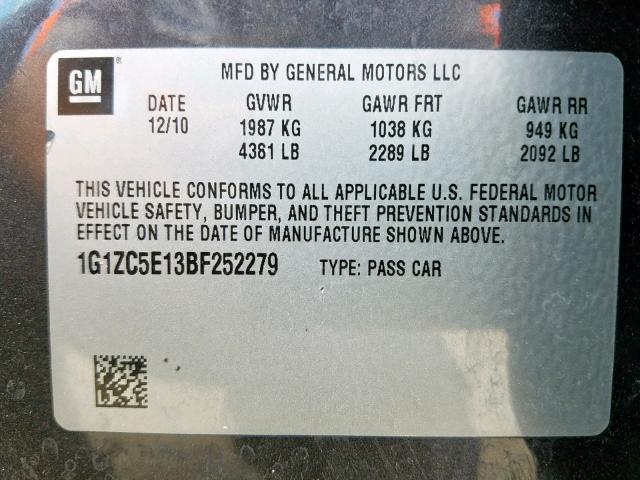 GM
MFD BY GENERAL MOTORS LLC
DATE GVWR GAWR FRT GAWR RR
12/10 1987 KG 1038 KG 949 KG
4381 LB 2289 LB 2092 LB
THIS VEHICLE CONFORMS TO ALL APPLICABLE U.S. FEDERAL MOTOR
VEHICLE SAFETY, BUMPER, AND THEFT PREVENTION STANDARDS IN
EFFECT ON THE DATE OF MANUFACTURE SHOWN ABOVE.
1G1ZC5E13BF252279 TYPE: PASS CAR